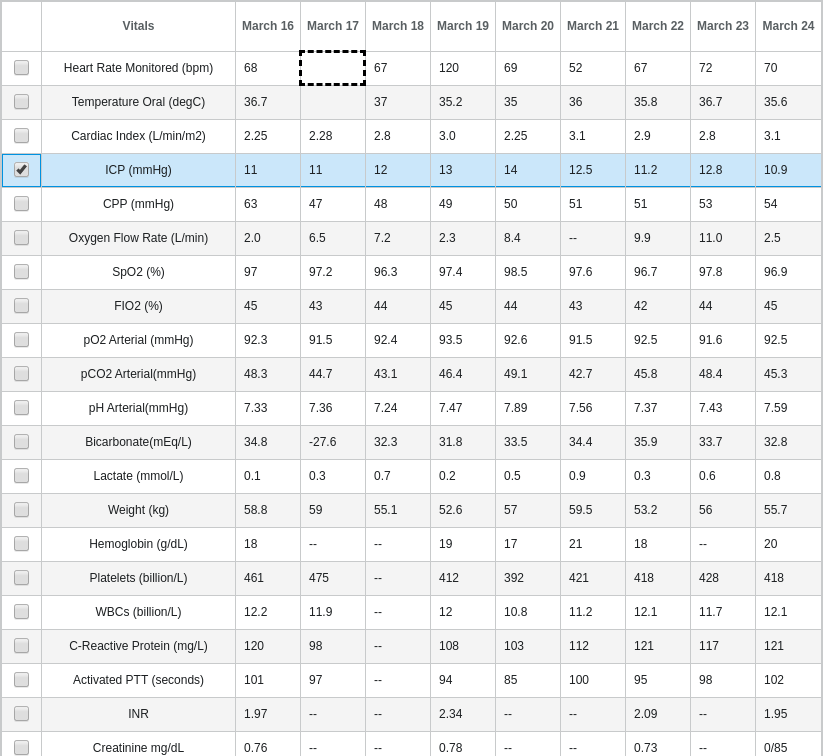 Vitals March 16 March 17 March 18 March 19 March 20 March 21 March 22 March 23 March 24
Heart Rate Monitored (bpm) 68 67 120 69 52 67 72 70
Temperature Oral (degC) 36.7 37 35.2 35 36 35.8 36.7 35.6
Cardiac Index (L/min/m2) 2.25 2.28 2.8 3.0 2.25 3.1 2.9 2.8 3.1
ICP (mmHg) 11 11 12 13 14 12.5 11.2 12.8 10.9
CPP (mmHg) 63 47 48 49 50 51 51 53 54
Oxygen Flow Rate (L/min) 2.0 6.5 7.2 2.3 8.4 -- 9.9 11.0 2.5
SpO2 (%) 97 97.2 96.3 97.4 98.5 97.6 96.7 97.8 96.9
FIO2 (%) 45 43 44 45 44 43 42 44 45
pO2 Arterial (mmHg) 92.3 91.5 92.4 93.5 92.6 91.5 92.5 91.6 92.5
pCO2 Arterial(mmHg) 48.3 44.7 43.1 46.4 49.1 42.7 45.8 48.4 45.3
pH Arterial(mmHg) 7.33 7.36 7.24 7.47 7.89 7.56 7.37 7.43 7.59
Bicarbonate(mEq/L) 34.8 -27.6 32.3 31.8 33.5 34.4 35.9 33.7 32.8
Lactate (mmol/L) 0.1 0.3 0.7 0.2 0.5 0.9 0.3 0.6 0.8
Weight (kg) 58.8 59 55.1 52.6 57 59.5 53.2 56 55.7
Hemoglobin (g/dL) 18 -- -- 19 17 21 18 -- 20
Platelets (billion/L) 461 475 -- 412 392 421 418 428 418
WBCs (billion/L) 12.2 11.9 -- 12 10.8 11.2 12.1 11.7 12.1
C-Reactive Protein (mg/L) 120 98 -- 108 103 112 121 117 121
Activated PTT (seconds) 101 97 -- 94 85 100 95 98 102
INR 1.97 -- -- 2.34 -- -- 2.09 -- 1.95
Creatinine mg/dL 0.76 -- -- 0.78 -- -- 0.73 -- 0/85